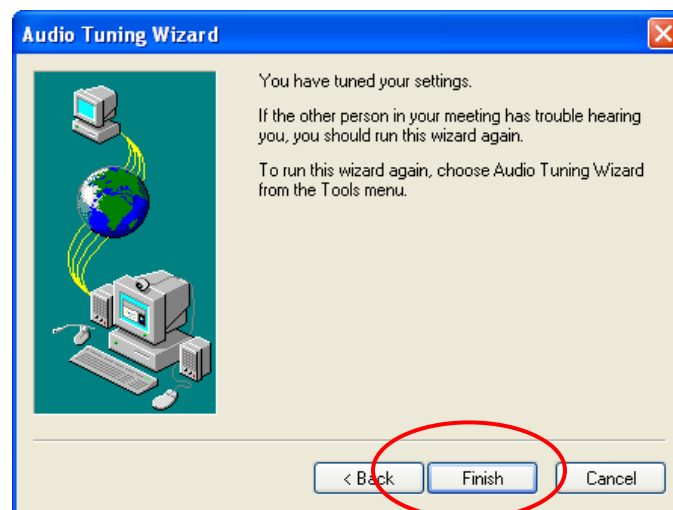 Audio Tuning Wizard
You have tuned your settings.
If the other person in your meeting has trouble hearing
you, you should run this wizard again.
To run this wizard again, choose Audio Tuning Wizard
from the Tools menu.
< Back
Finish
Cancel